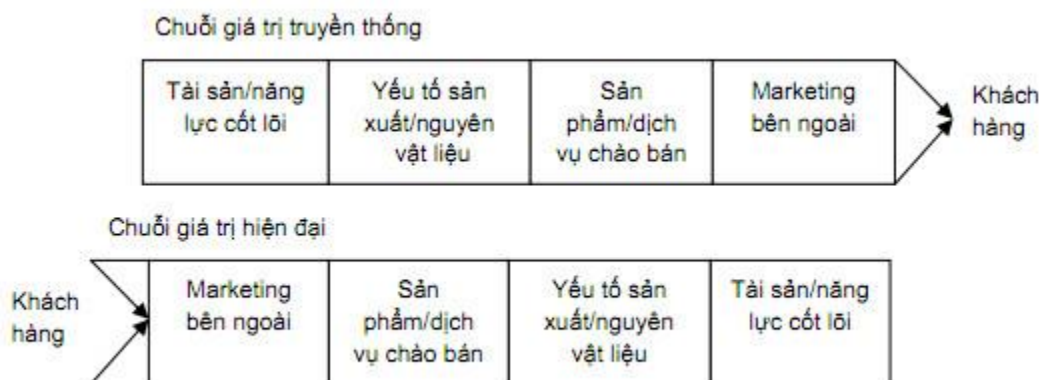 Chuỗi giá trị truyền thống
Tài sản/năng
lực cốt lõi
Yếu tố sản
xuất/nguyên
vật liệu
Sản
phẩm/dịch
vụ chào bán
Marketing
bên ngoài
Khách
hàng
Chuỗi giá trị hiện đại
Khách
hàng
Marketing
bên ngoài
Sản
phẩm/dịch
vụ chào bán
Yếu tố sản
xuất/nguyên
vật liệu
Tài sản/năng
lực cốt lõi